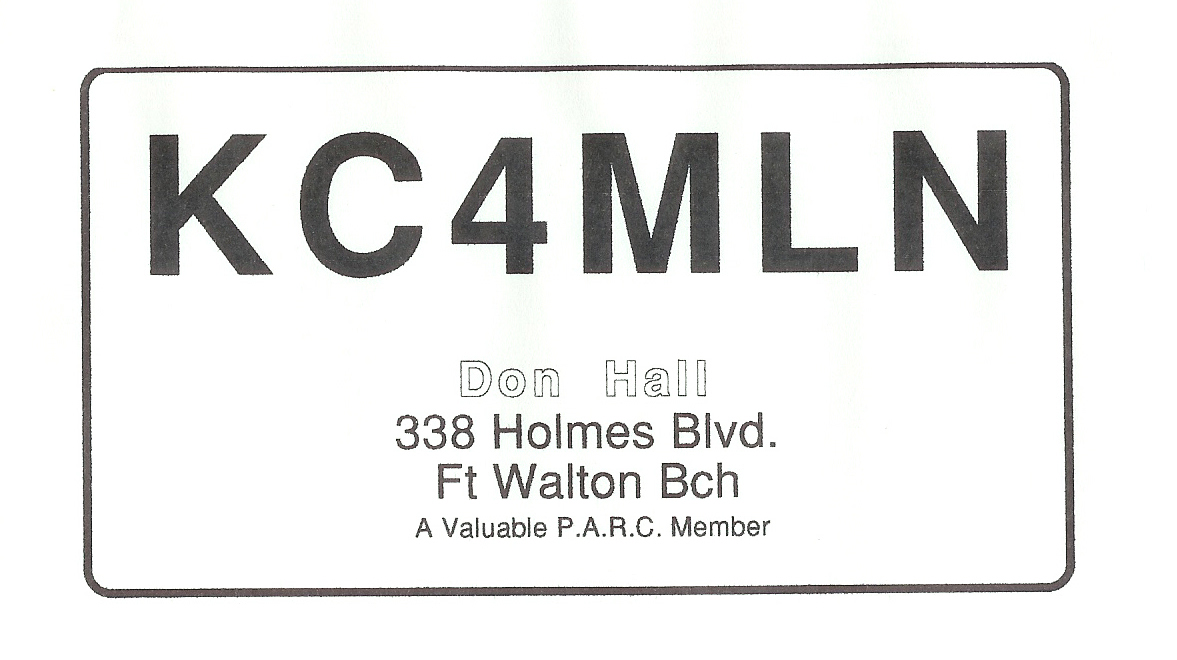 KC4MLN
Don Hall
338 Holmes Blvd.
Ft Walton Bch
A Valuable P.A.R.C. Member